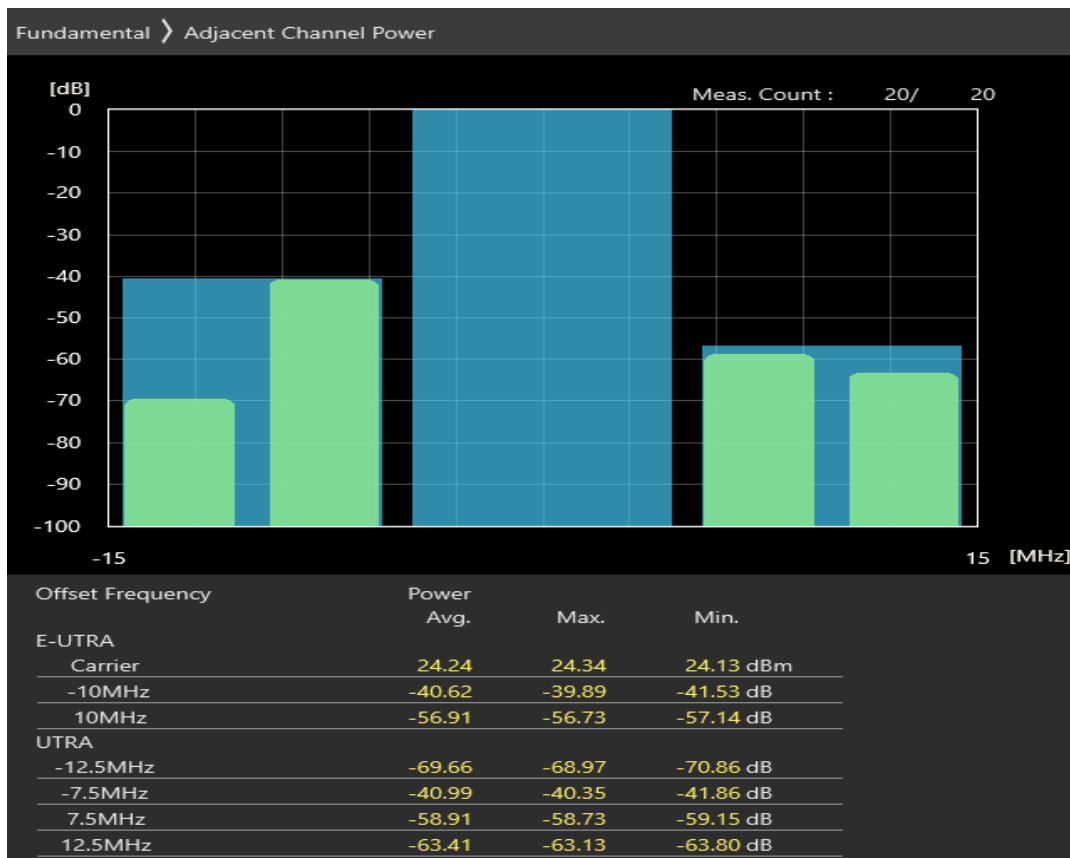 Fundamental 〉 Adjacent Channel Power
[dB]
Meas. Count : 20/ 20
0
-10
-20
-30
-40
-50
-60
-70
-80
-90
-100
-15 15 [MHz]
Offset Frequency Power
Avg. Max. Min.
E-UTRA
Carrier 24.24 24.34 24.13 dBm
-10MHz -40.62 -39.89 -41.53 dB
10MHz -56.91 -56.73 -57.14 dB
UTRA
-12.5MHz -69.66 -68.97 -70.86 dB
-7.5MHz -40.99 -40.35 -41.86 dB
7.5MHz -58.91 -58.73 -59.15 dB
12.5MHz -63.41 -63.13 -63.80 dB